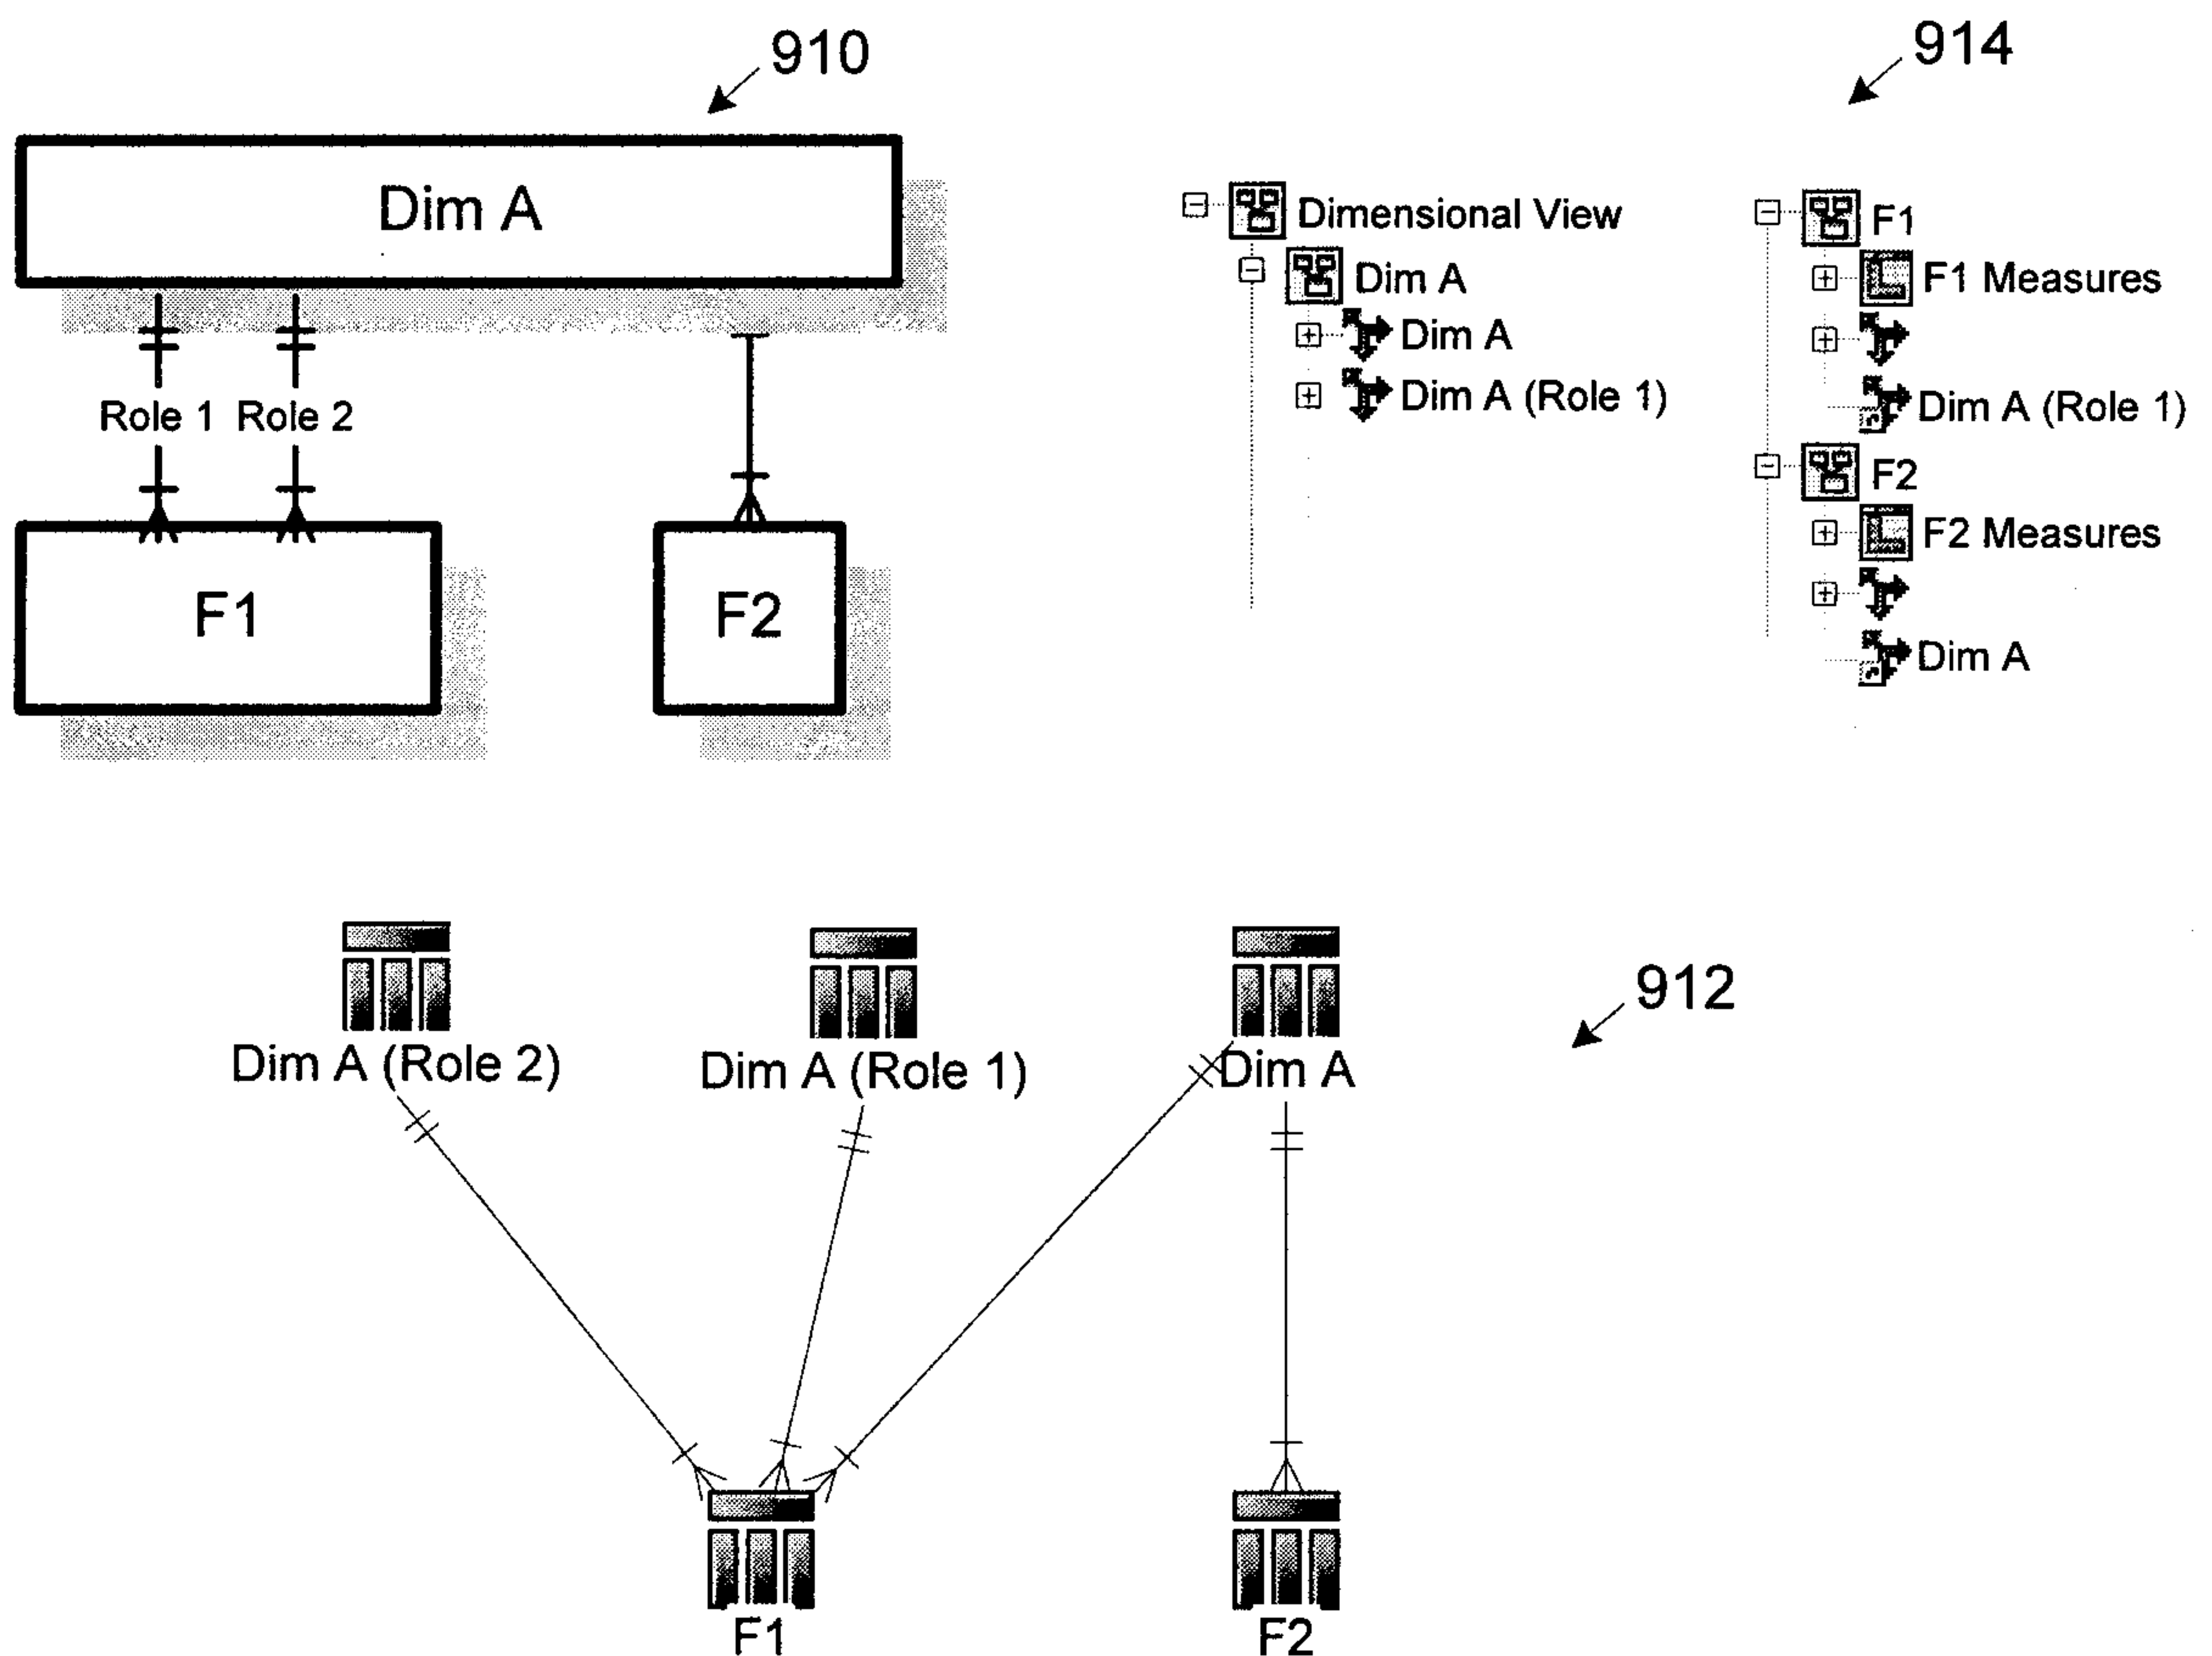 910
914
Dim A
Role 1 Role 2
F1
F2
Dimensional View
Dim A
Dim A
Dim A (Role 1)
F1
F1 Measures
Dim A (Role 1)
F2
F2 Measures
Dim A
912
Dim A (Role 2)
Dim A (Role 1)
Dim A
F1
F2